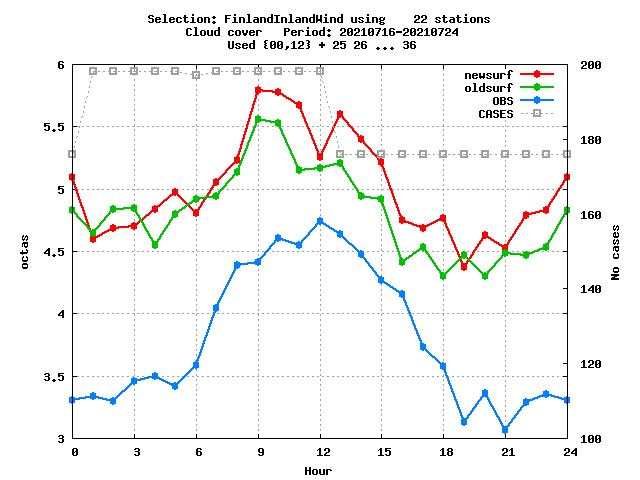 Selection: FinlandInlandWind using    22 stations
Cloud cover   Period: 20210716-20210724
Used {00,12} + 25 26 ... 36
newsurf
oldsurf
OBS
CASES
6
5.5
5
4.5
4
3.5
3
200
180
160
140
120
100
octas
No cases
0 3 6 9 12 15 18 21 24
Hour